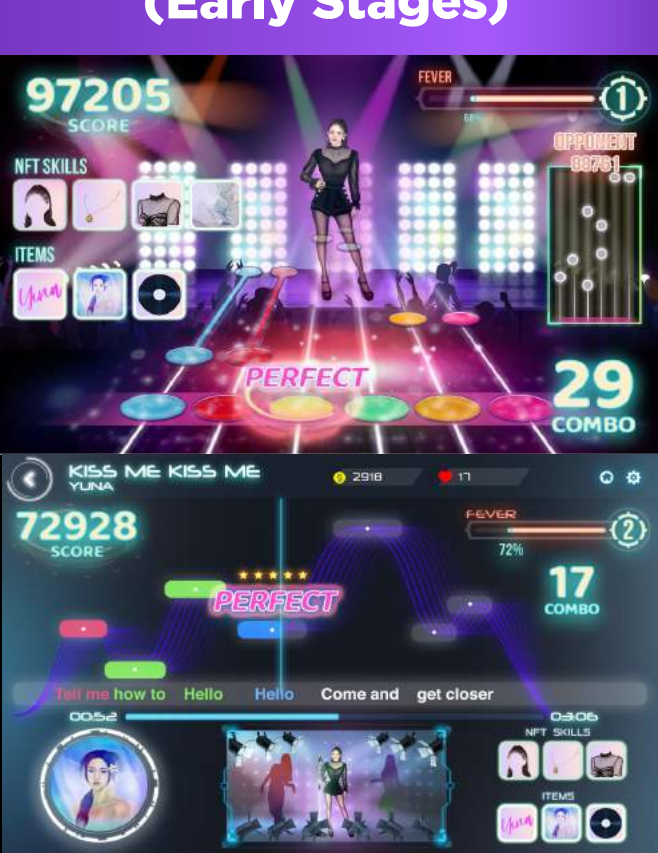 (Early Stages)
97205
SCORE
FEVER
1
OPPONENT
NFT SKILLS
ITEMS
Yuna
PERFECT
29
COMBO
KISS ME KISS ME
YUNA
2918
17
72928
SCORE
FEVER
2
72%
17
COMBO
PERFECT
Tell me how to Hello Hello Come and get closer
00:52
03:06
NFT SKILLS
ITEMS
Yuna